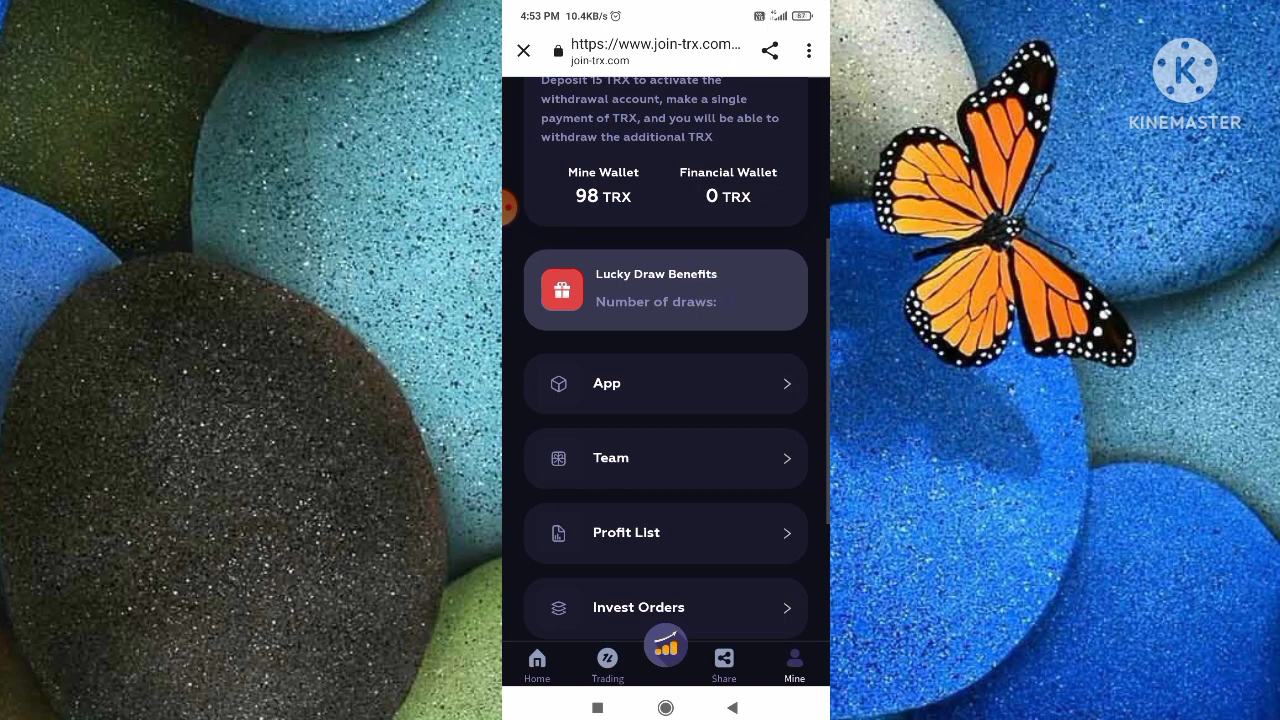 4:53 PM 10.4KB/s
4G 87
https://www.join-trx.com...
join-trx.com
Deposit 15 TRX to activate the
withdrawal account, make a single
payment of TRX, and you will be able to
withdraw the additional TRX
Mine Wallet Financial Wallet
98 TRX 0 TRX
Lucky Draw Benefits
Number of draws:
App
Team
Profit List
Invest Orders
Home Trading Share Mine
K
KINEMASTER